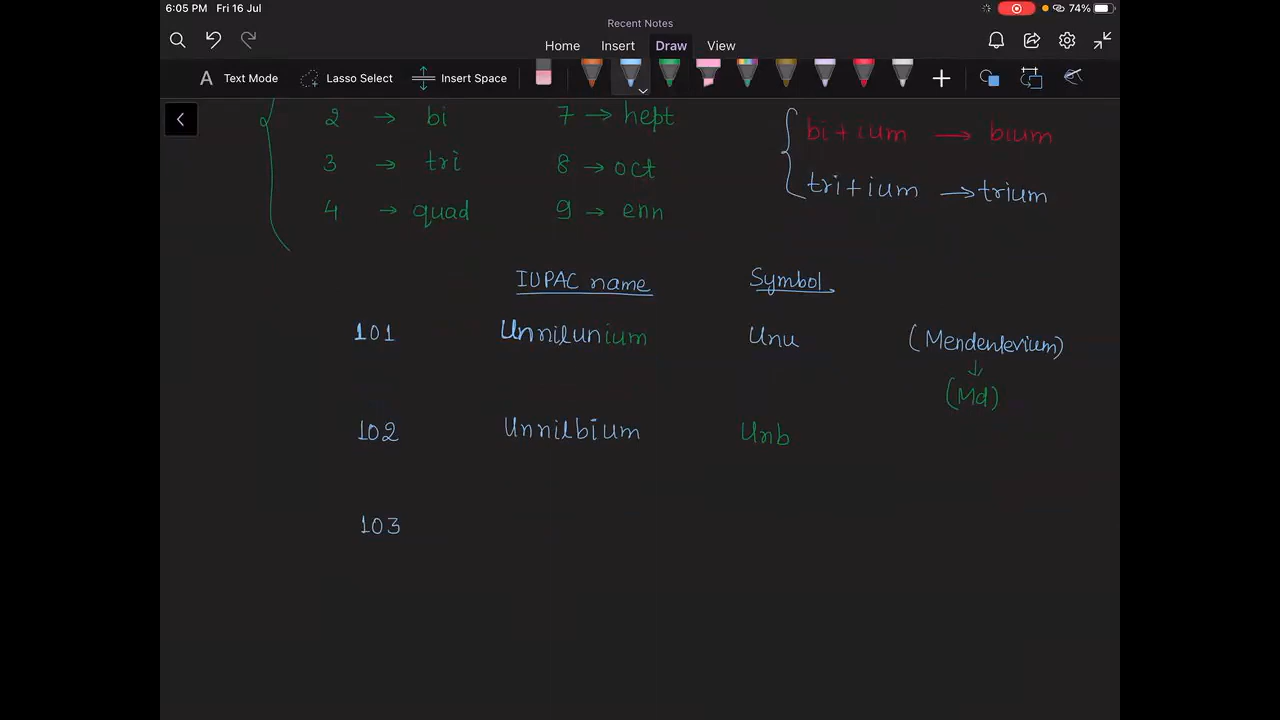 6:05 PM Fri 16 Jul
74%
Recent Notes
Home Insert Draw View
A Text Mode Lasso Select Insert Space
2 → bi 7 → hept bi + ium → bium
3 → tri 8 → oct tri + ium → trium
4 → quad 9 → enn
IUPAC name Symbol
101 Unnilunium Unu (Mendenlevium)
↓
(Md)
102 Unnilbium Unb
103